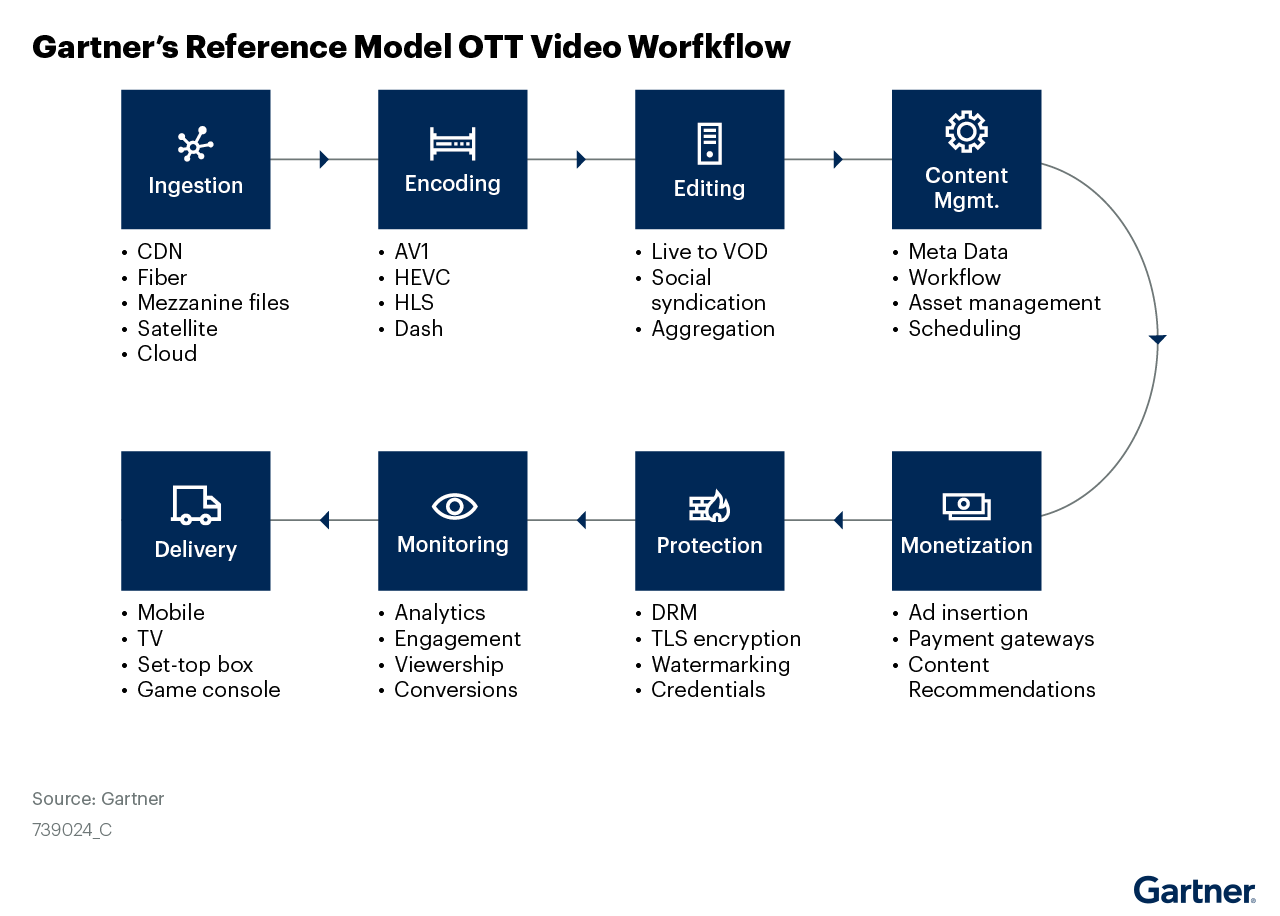 Gartner’s Reference Model OTT Video Worfkflow
Ingestion
• CDN
• Fiber
• Mezzanine files
• Satellite
• Cloud
Encoding
• AV1
• HEVC
• HLS
• Dash
Editing
• Live to VOD
• Social
syndication
• Aggregation
Content
Mgmt.
• Meta Data
• Workflow
• Asset management
• Scheduling
Monetization
• Ad insertion
• Payment gateways
• Content
Recommendations
Protection
• DRM
• TLS encryption
• Watermarking
• Credentials
Monitoring
• Analytics
• Engagement
• Viewership
• Conversions
Delivery
• Mobile
• TV
• Set-top box
• Game console
Source: Gartner
739024_C
Gartner®